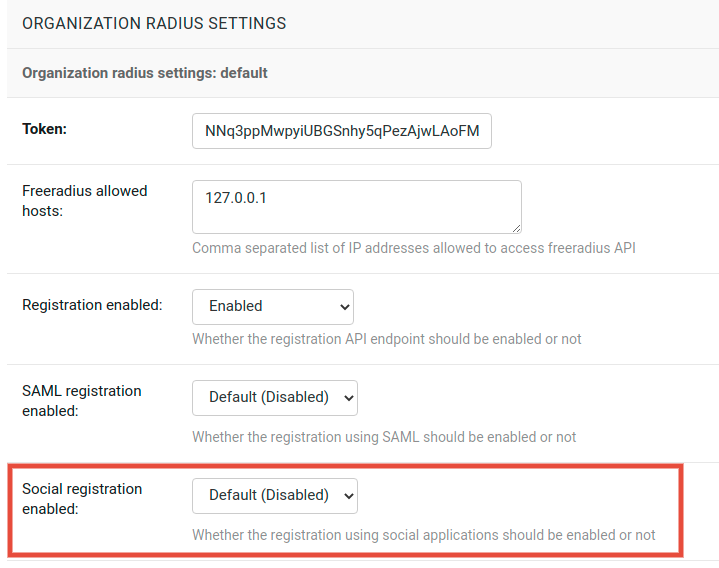 ORGANIZATION RADIUS SETTINGS
Organization radius settings: default
Token:
NNq3ppMwpyiUBGSnhy5qPezAjwLAoFM
Freeradius allowed
hosts:
127.0.0.1
Comma separated list of IP addresses allowed to access freeradius API
Registration enabled:
Enabled
Whether the registration API endpoint should be enabled or not
SAML registration
enabled:
Default (Disabled)
Whether the registration using SAML should be enabled or not
Social registration
enabled:
Default (Disabled)
Whether the registration using social applications should be enabled or not